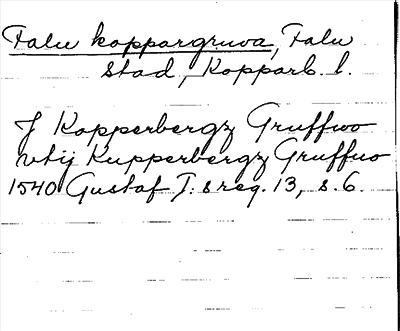 Falu koppargruva, Falu
stad, Kopparb. l.
J Kopperbergz Gruffwo
vtij Kupperbergz Gruffuo
1540 Gustaf I:s reg. 13, s. 6.